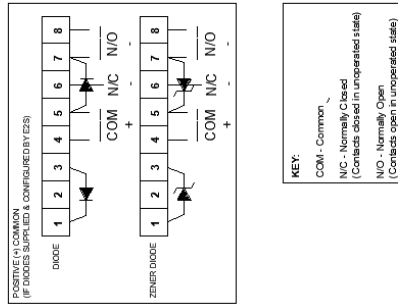 POSITIVE (+) COMMON
(IF DIODES SUPPLIED & CONFIGURED BY E2S)
DIODE
1 2 3 4 5 6 7 8
COM N/C N/O
+ - -
ZENER DIODE
1 2 3 4 5 6 7 8
COM N/C N/O
+ - -
KEY:
COM - Common
N/C - Normally Closed
(Contacts closed in unoperated state)
N/O - Normally Open
(Contacts open in unoperated state)